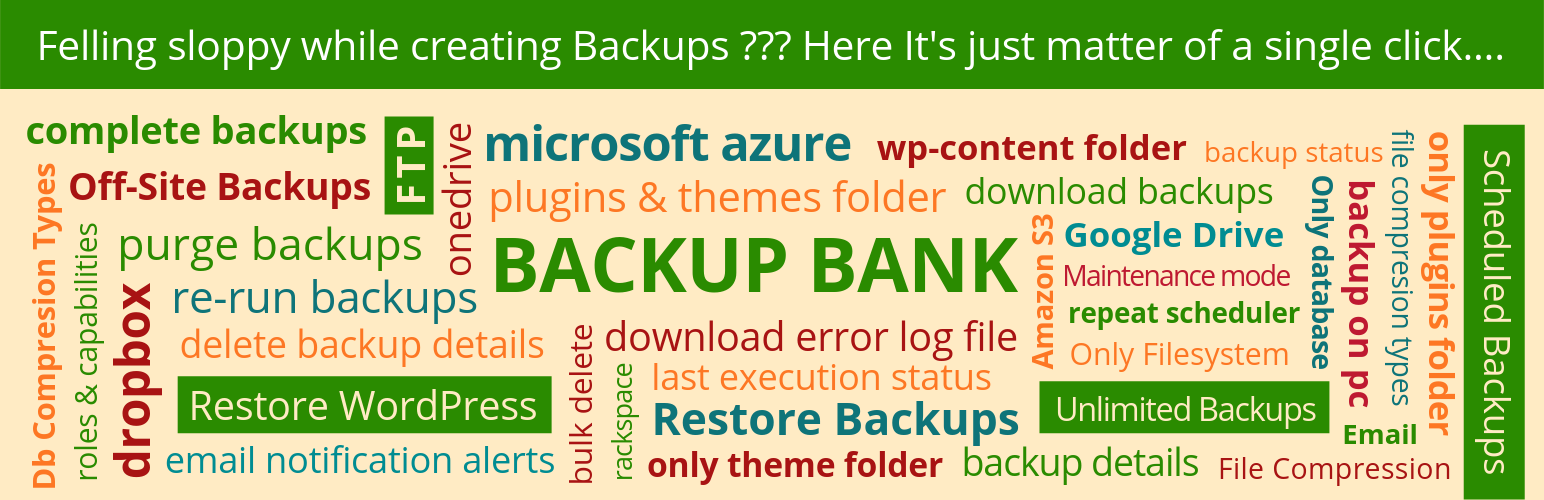 Felling sloppy while creating Backups ??? Here It's just matter of a single click....
complete backups
Off-Site Backups
FTP
onedrive
microsoft azure
wp-content folder
backup status
plugins & themes folder
download backups
Db Compresion Types
roles & capabilities
purge backups
dropbox
re-run backups
delete backup details
Restore WordPress
email notification alerts
BACKUP BANK
bulk delete
download error log file
rackspace
last execution status
Restore Backups
only theme folder
Amazon S3
Google Drive
Maintenance mode
repeat scheduler
Only Filesystem
Unlimited Backups
backup details
Only database
backup on pc
file compresion types
only plugins folder
Email
File Compression
Scheduled Backups